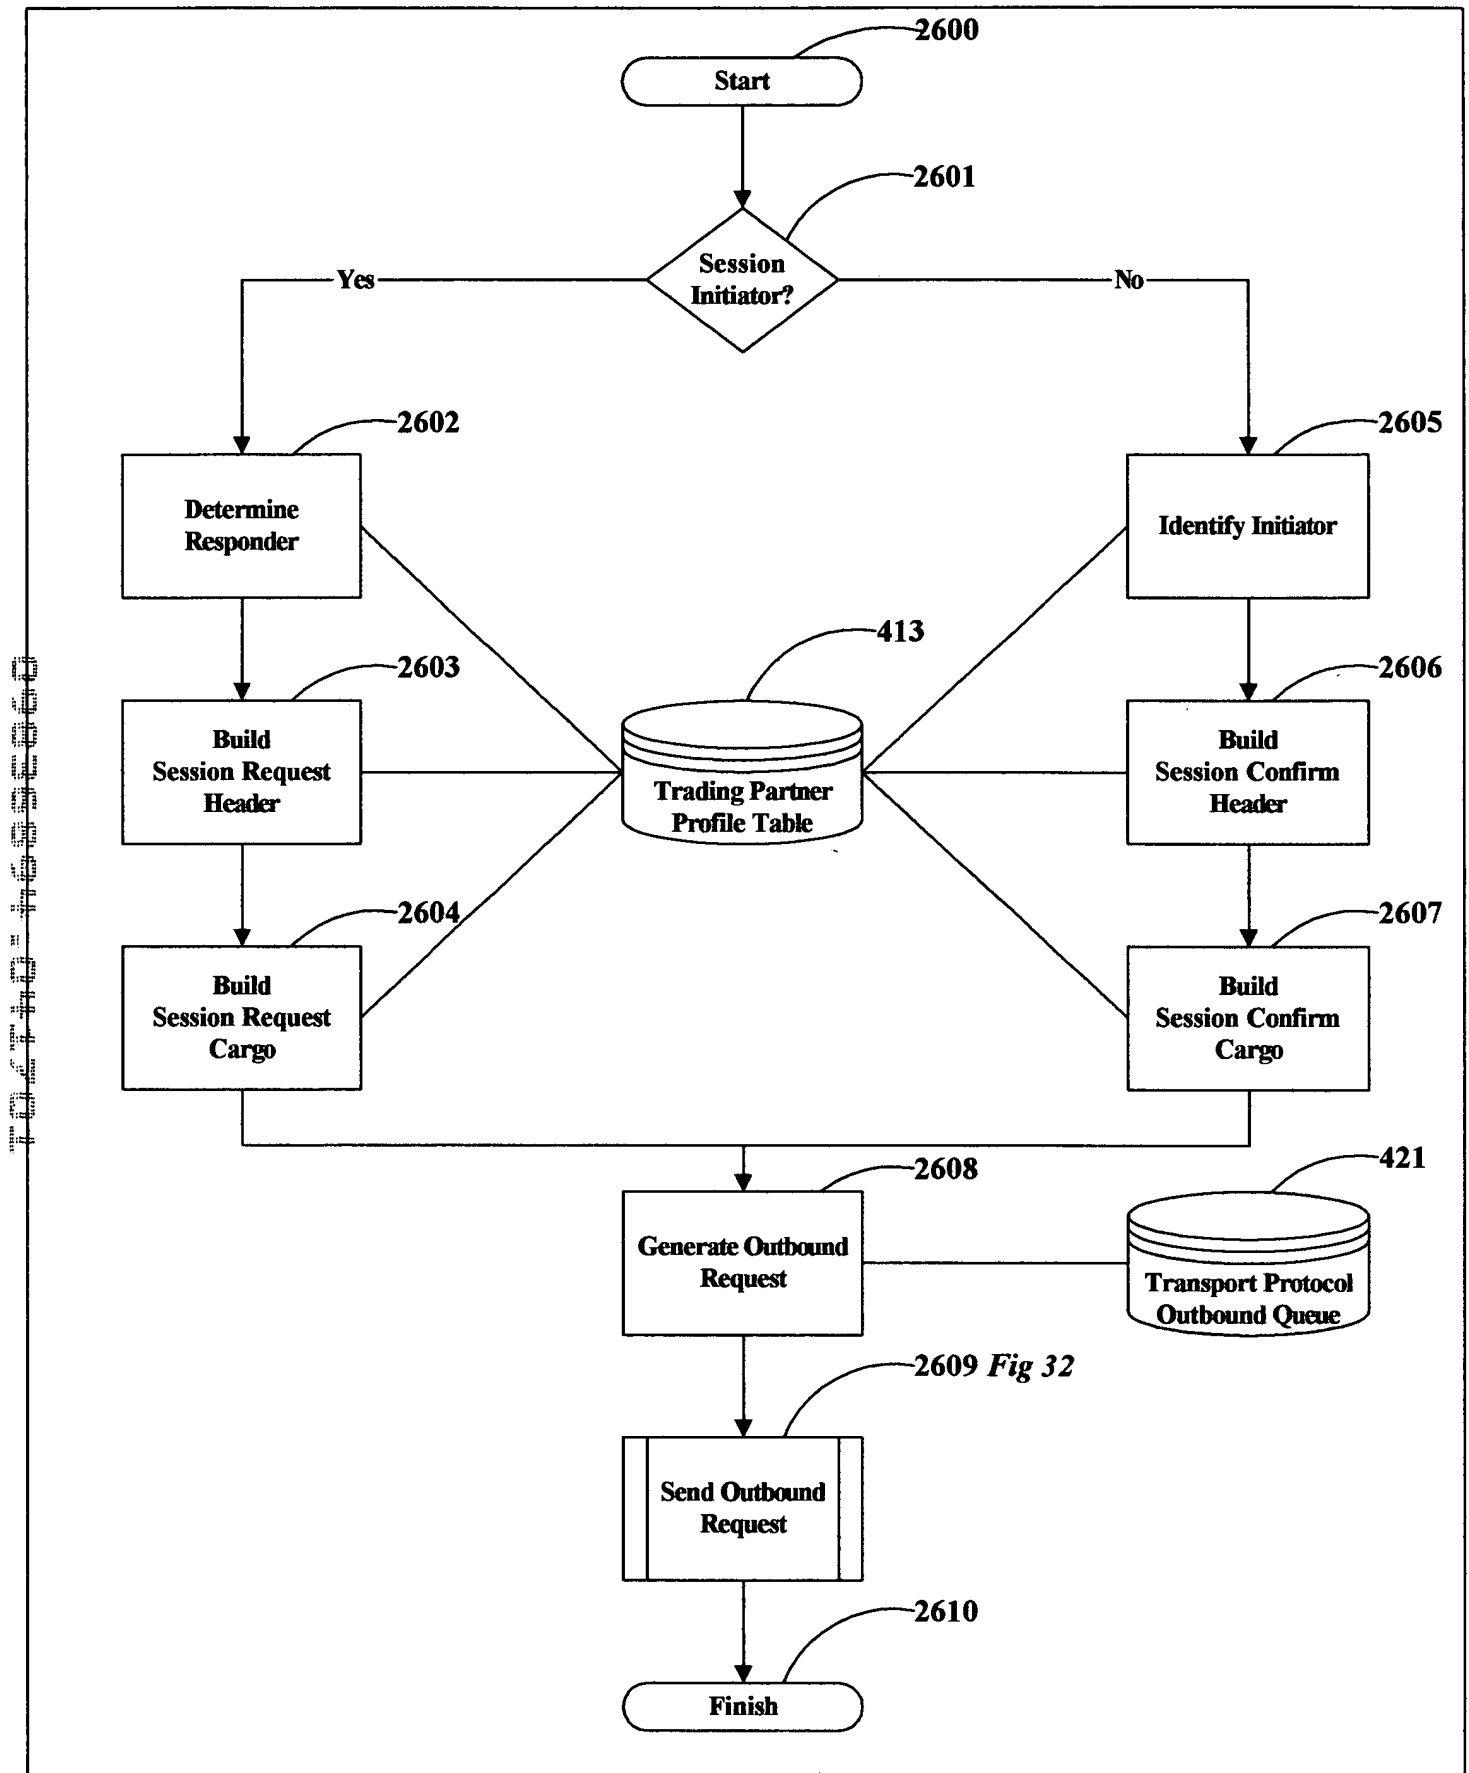 2600
Start
2601
Session
Initiator?
Yes
No
2602
2605
Determine
Responder
Identify Initiator
413
2603
2606
Build
Session Request
Header
Trading Partner
Profile Table
Build
Session Confirm
Header
2604
2607
Build
Session Request
Cargo
Build
Session Confirm
Cargo
2608
421
Generate Outbound
Request
Transport Protocol
Outbound Queue
2609 Fig 32
Send Outbound
Request
2610
Finish